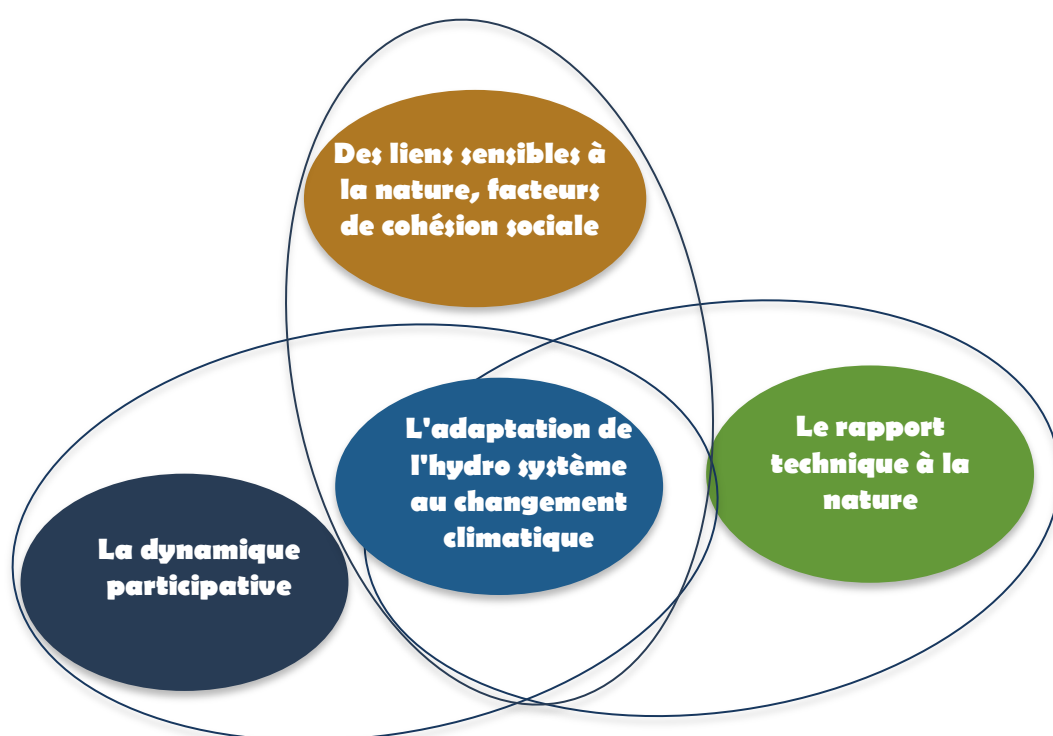 Des liens sensibles à
la nature, facteurs
de cohésion sociale
L'adaptation de
l'hydro système
au changement
climatique
Le rapport
technique à la
nature
La dynamique
participative